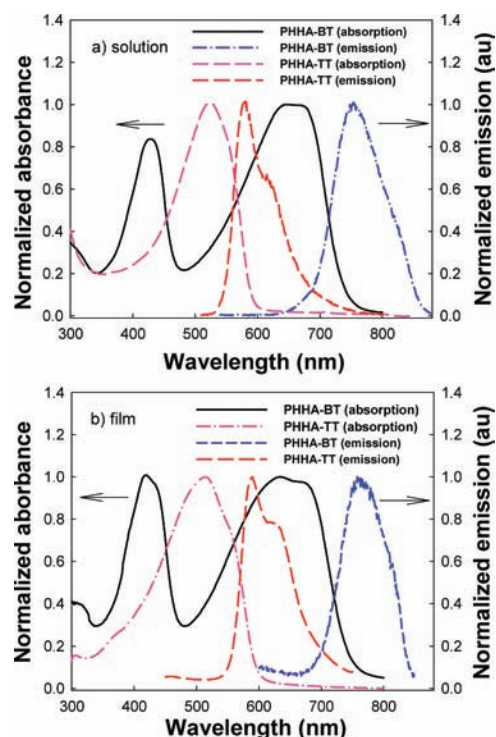 a) solution
PHHA-BT (absorption)
PHHA-BT (emission)
PHHA-TT (absorption)
PHHA-TT (emission)
Normalized absorbance
1.4
1.2
1.0
0.8
0.6
0.4
0.2
0.0
1.4
1.2
1.0
0.8
0.6
0.4
0.2
0.0
Normalized emission (au)
300 400 500 600 700 800
Wavelength (nm)
b) film
PHHA-BT (absorption)
PHHA-TT (absorption)
PHHA-BT (emission)
PHHA-TT (emission)
Normalized aborbance
1.4
1.2
1.0
0.8
0.6
0.4
0.2
0.0
1.4
1.2
1.0
0.8
0.6
0.4
0.2
0.0
Normalized emission (au)
300 400 500 600 700 800
Wavelength (nm)